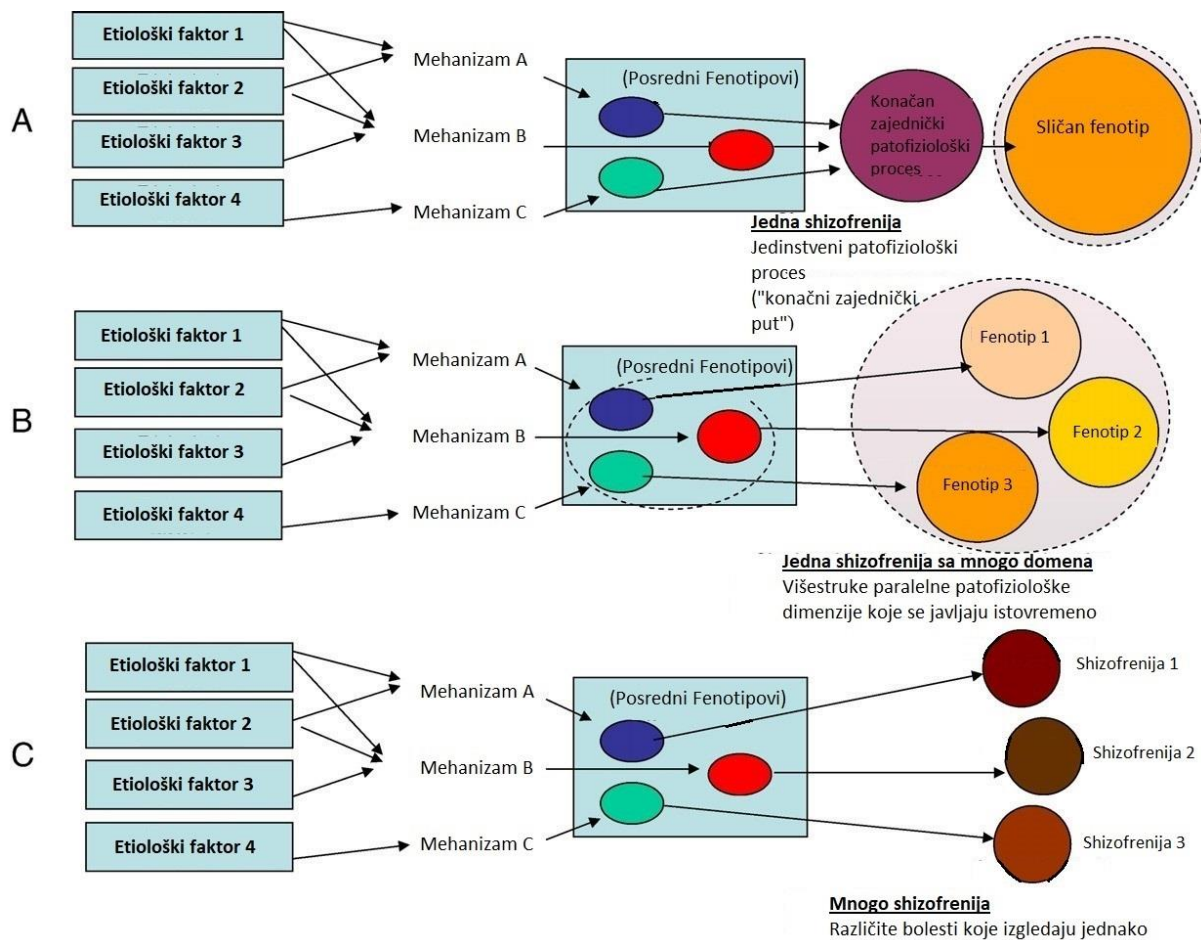 A
Etiološki faktor 1
Etiološki faktor 2
Etiološki faktor 3
Etiološki faktor 4
Mehanizam A
Mehanizam B
Mehanizam C
(Posredni Fenotipovi)
Konačan
zajednički
patofiziološki
proces
Sličan fenotip
Jedna shizofrenija
Jedinstveni patofiziološki
proces
("konačni zajednički
put")
B
Etiološki faktor 1
Etiološki faktor 2
Etiološki faktor 3
Etiološki faktor 4
Mehanizam A
Mehanizam B
Mehanizam C
(Posredni Fenotipovi)
Fenotip 1
Fenotip 2
Fenotip 3
Jedna shizofrenija sa mnogo domena
Višestruke paralelne patofiziološke
dimenzije koje se javljaju istovremeno
C
Etiološki faktor 1
Etiološki faktor 2
Etiološki faktor 3
Etiološki faktor 4
Mehanizam A
Mehanizam B
Mehanizam C
(Posredni Fenotipovi)
Shizofrenija 1
Shizofrenija 2
Shizofrenija 3
Mnogo shizofrenija
Različite bolesti koje izgledaju jednako